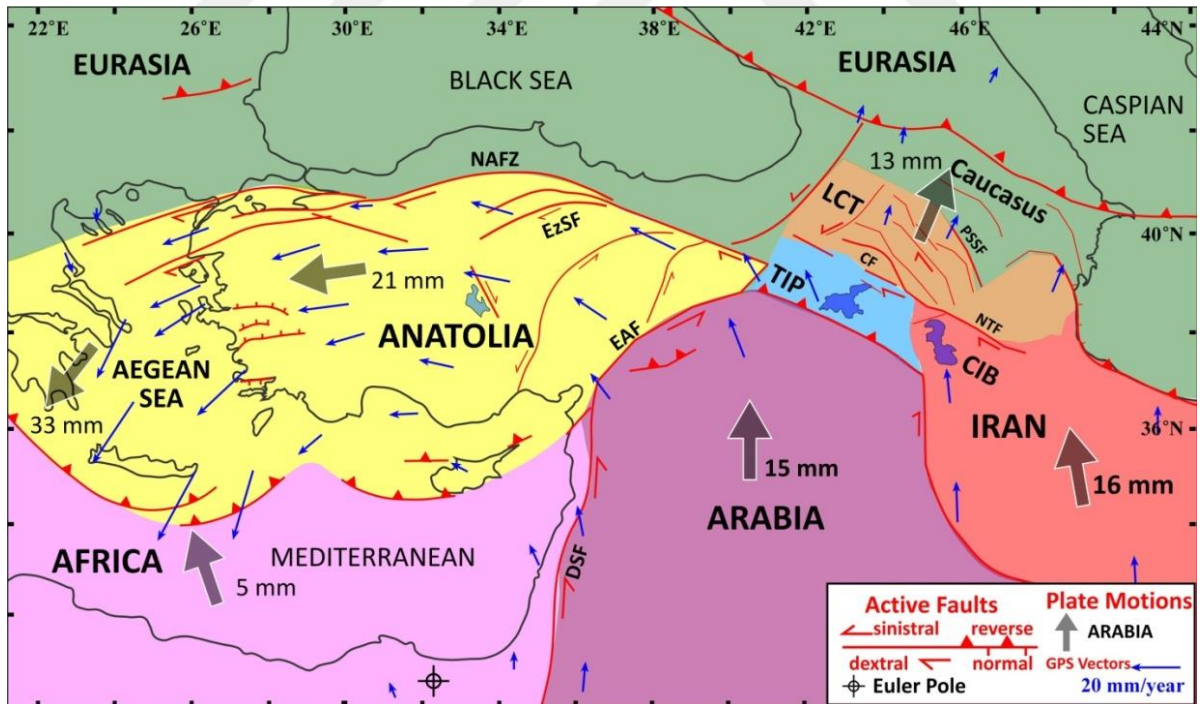 22°E 26°E 30°E 34°E 38°E 42°E 46°E 44°N
EURASIA
BLACK SEA
EURASIA
CASPIAN
SEA
NAFZ
13 mm
Caucasus
LCT
PSSF
40°N
EzSF
CF
TIP
21 mm
ANATOLIA
EAF
NTF
CIB
AEGEAN
SEA
33 mm
IRAN
36°N
15 mm
16 mm
ARABIA
AFRICA
MEDITERRANEAN
5 mm
DSF
Active Faults
sinistral reverse
dextral normal
Euler Pole
Plate Motions
ARABIA
GPS Vectors
20 mm/year